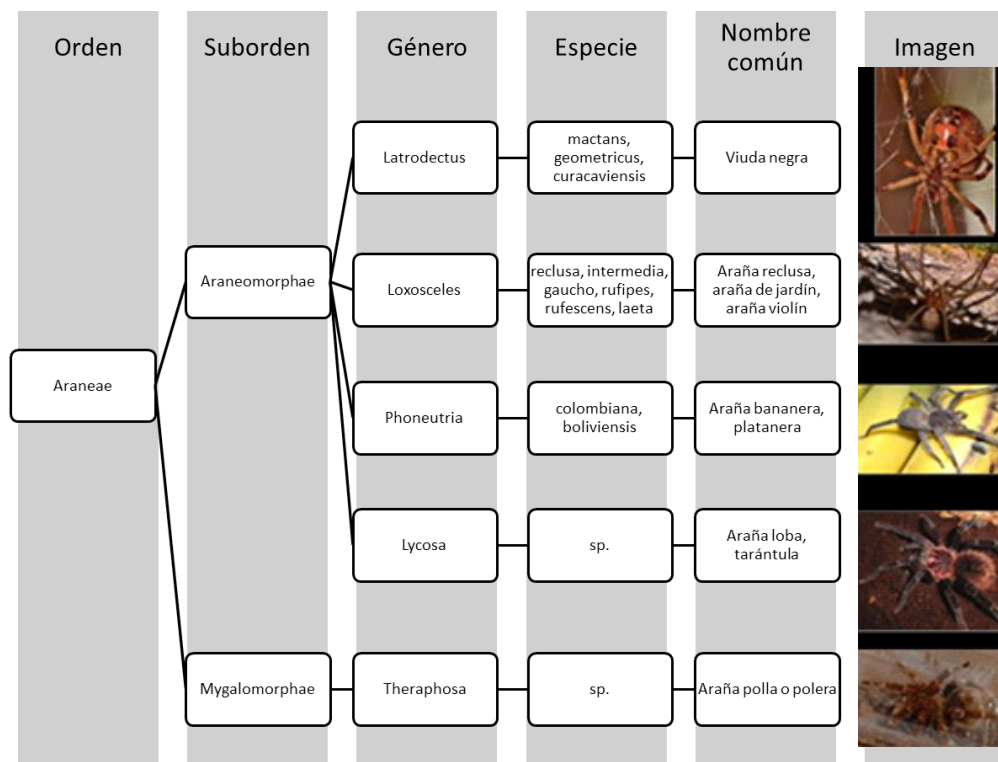 Orden
Suborden
Género
Especie
Nombre
común
Imagen
Latrodectus
mactans,
geometricus,
curacaviensis
Viuda negra
Araneomorphae
Loxosceles
reclusa, intermedia,
gaucho, rufipes,
rufescens, laeta
Araña reclusa,
araña de jardín,
araña violín
Araneae
Phoneutria
colombiana,
boliviensis
Araña bananera,
platanera
Lycosa
sp.
Araña loba,
tarántula
Mygalomorphae
Theraphosa
sp.
Araña polla o polera